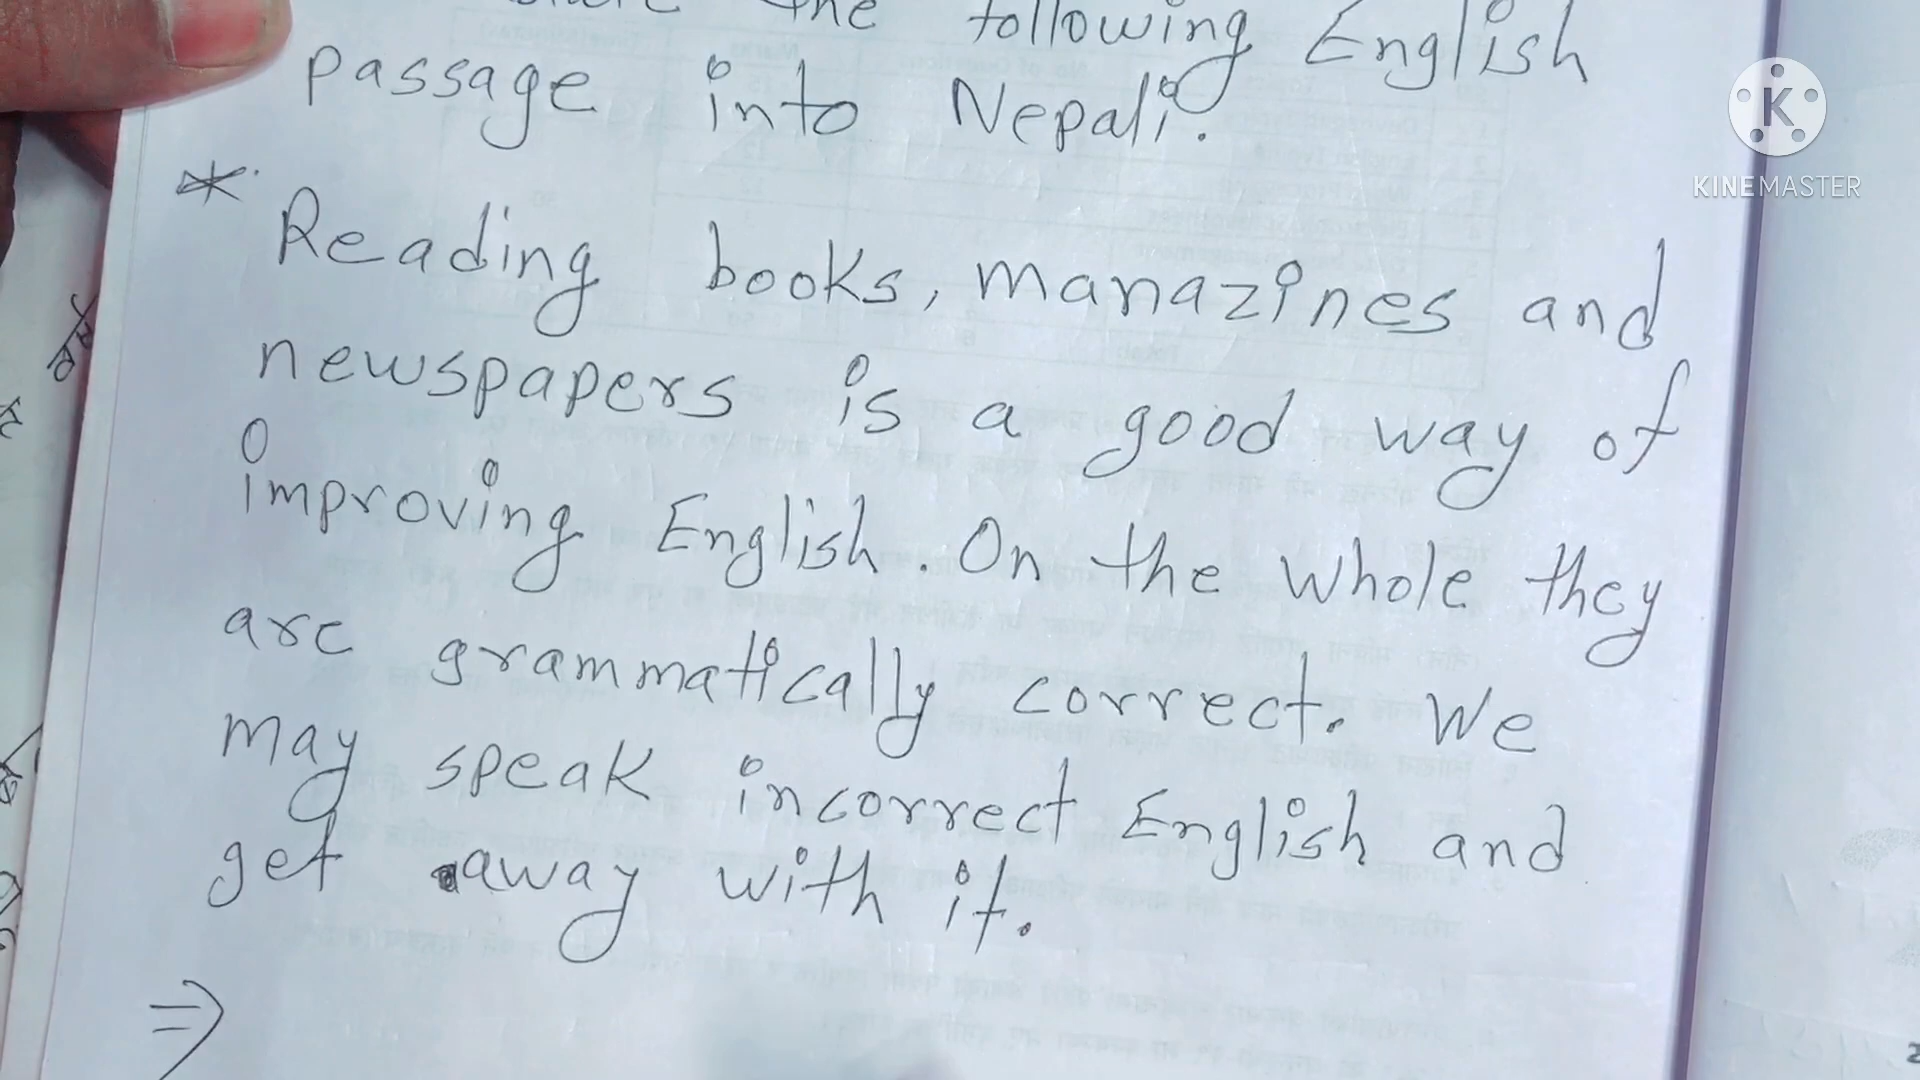 the following English
passage into Nepali.
* Reading books, manazines and
newspapers is a good way of
improving English. On the whole they
are grammatically correct. We
may speak incorrect English and
get away with it.
⇒
K
KINEMASTER